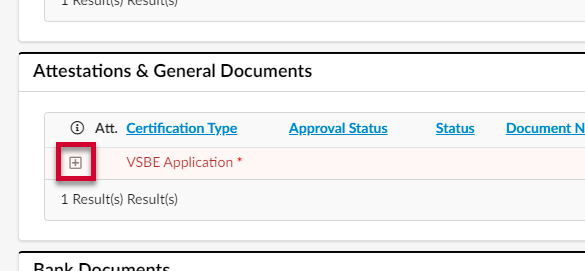 1 Result(s) Result(s)
Attestations & General Documents
Att. Certification Type Approval Status Status Document N
VSBE Application *
1 Result(s) Result(s)
Bank Documents